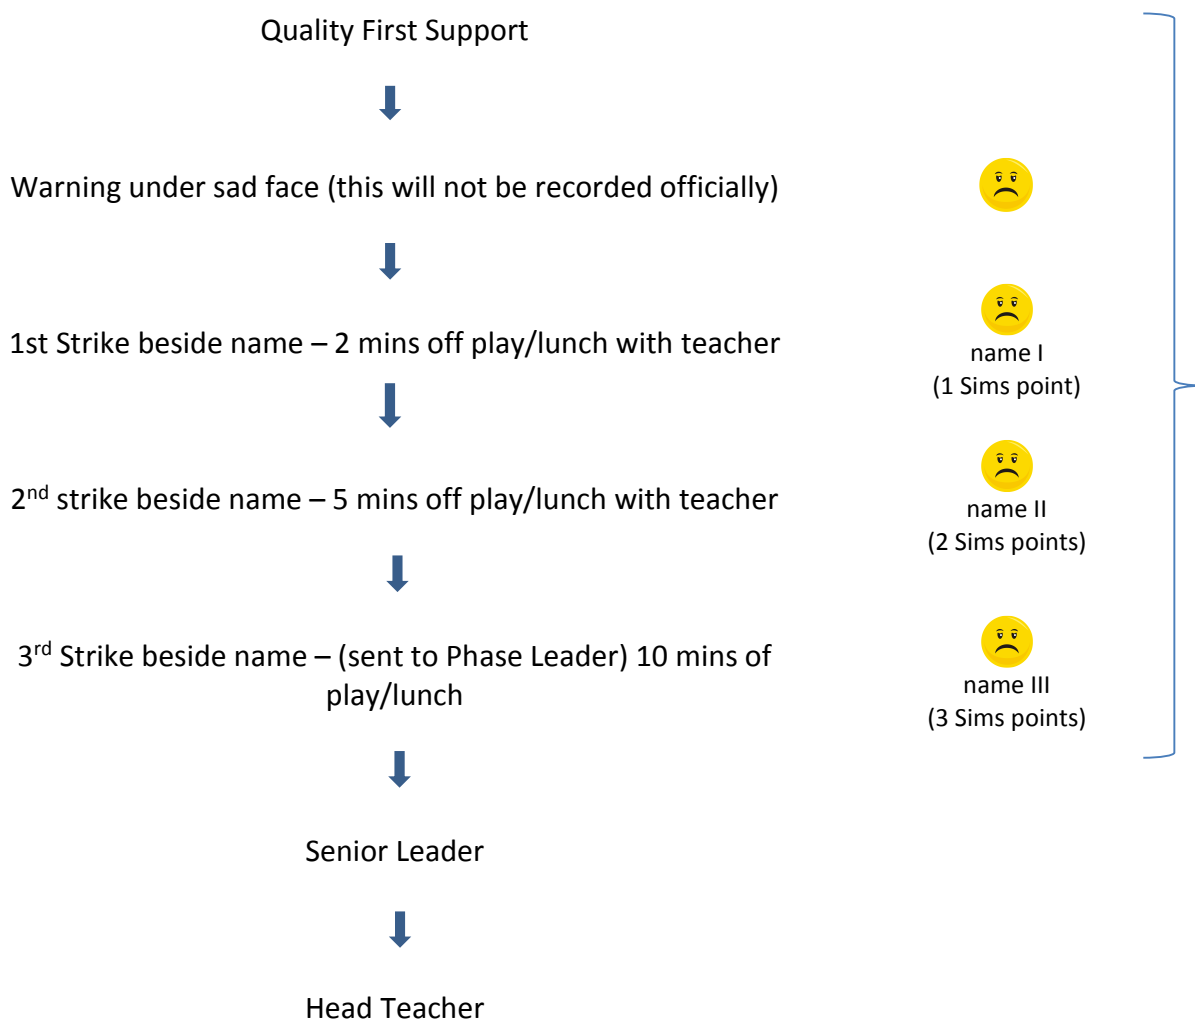 Quality First Support
Warning under sad face (this will not be recorded officially)
1st Strike beside name – 2 mins off play/lunch with teacher
name I
(1 Sims point)
2nd strike beside name – 5 mins off play/lunch with teacher
name II
(2 Sims points)
3rd Strike beside name – (sent to Phase Leader) 10 mins of
play/lunch
name III
(3 Sims points)
Senior Leader
Head Teacher